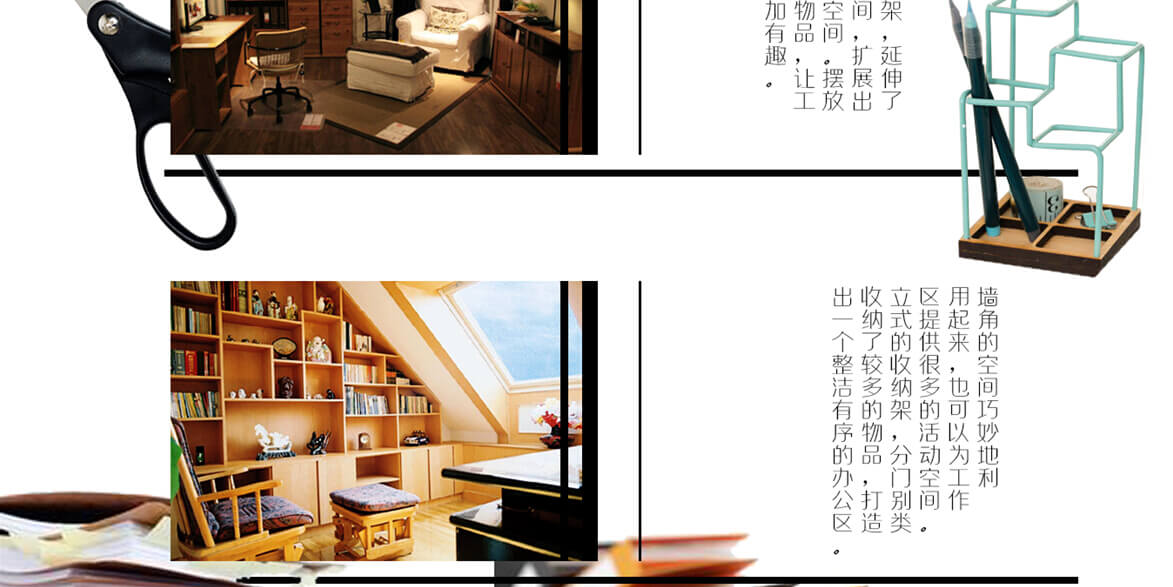 架，延伸了
间，扩展出
空间。摆放
物品，让工
加有趣。
墙角的空间巧妙地利
用起来，也可以为工作
区提供很多的活动空间。
立式的收纳架，分门别类
收纳了较多的物品，打造
出一个整洁有序的办公区。